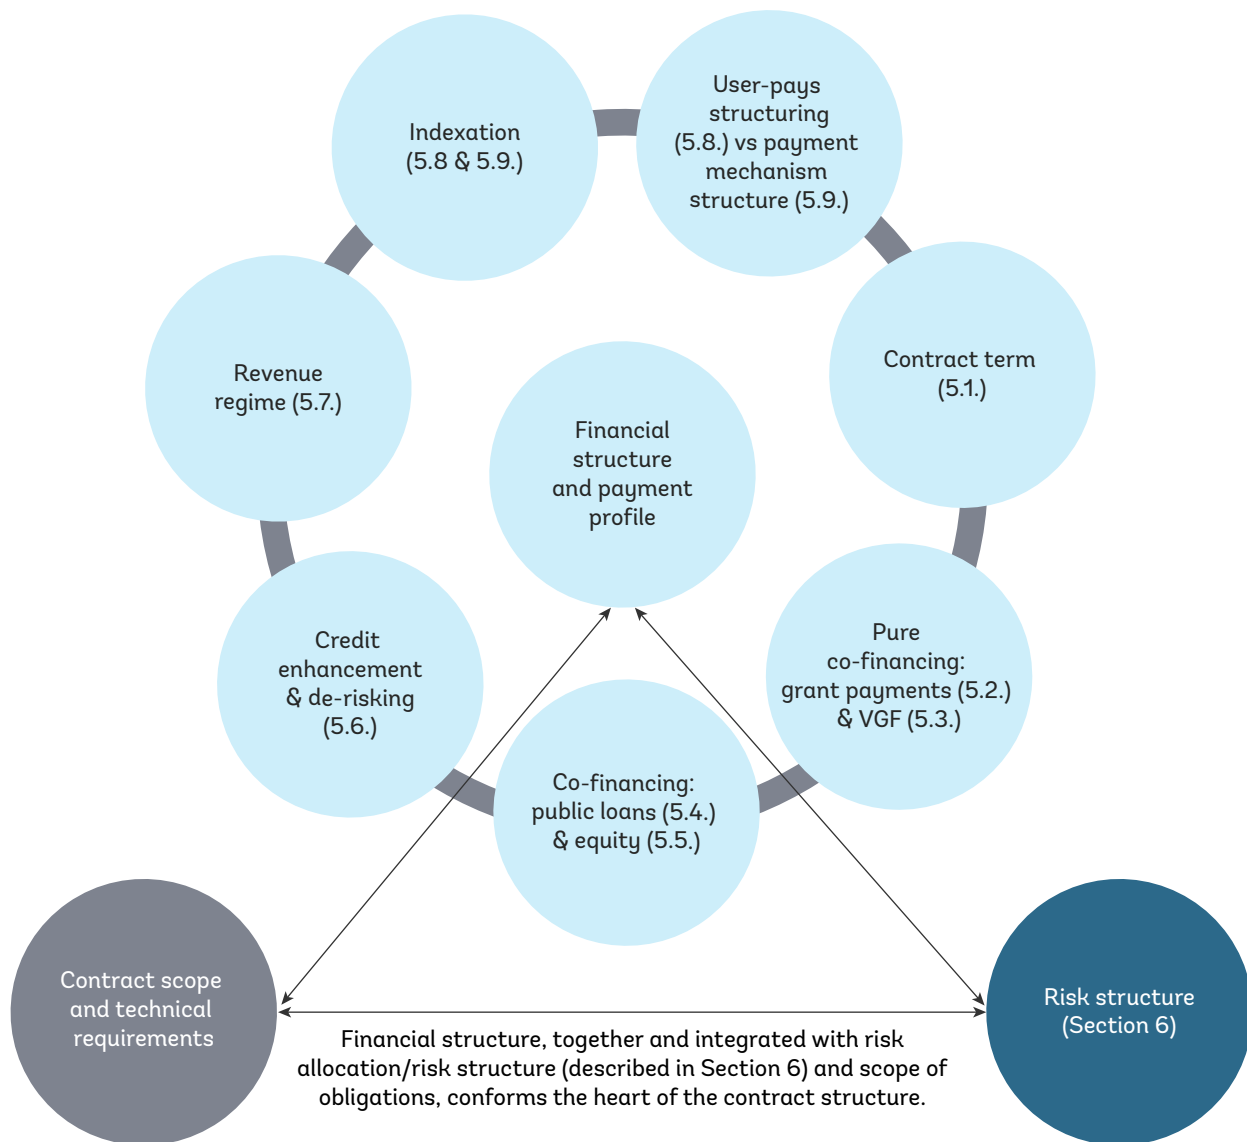 Indexation
(5.8 & 5.9.)
User-pays
structuring
(5.8.) vs payment
mechanism
structure (5.9.)
Revenue
regime (5.7.)
Contract term
(5.1.)
Financial
structure
and payment
profile
Credit
enhancement
& de-risking
(5.6.)
Pure
co-financing:
grant payments (5.2.)
& VGF (5.3.)
Co-financing:
public loans (5.4.)
& equity (5.5.)
Contract scope
and technical
requirements
Risk structure
(Section 6)
Financial structure, together and integrated with risk
allocation/risk structure (described in Section 6) and scope of
obligations, conforms the heart of the contract structure.